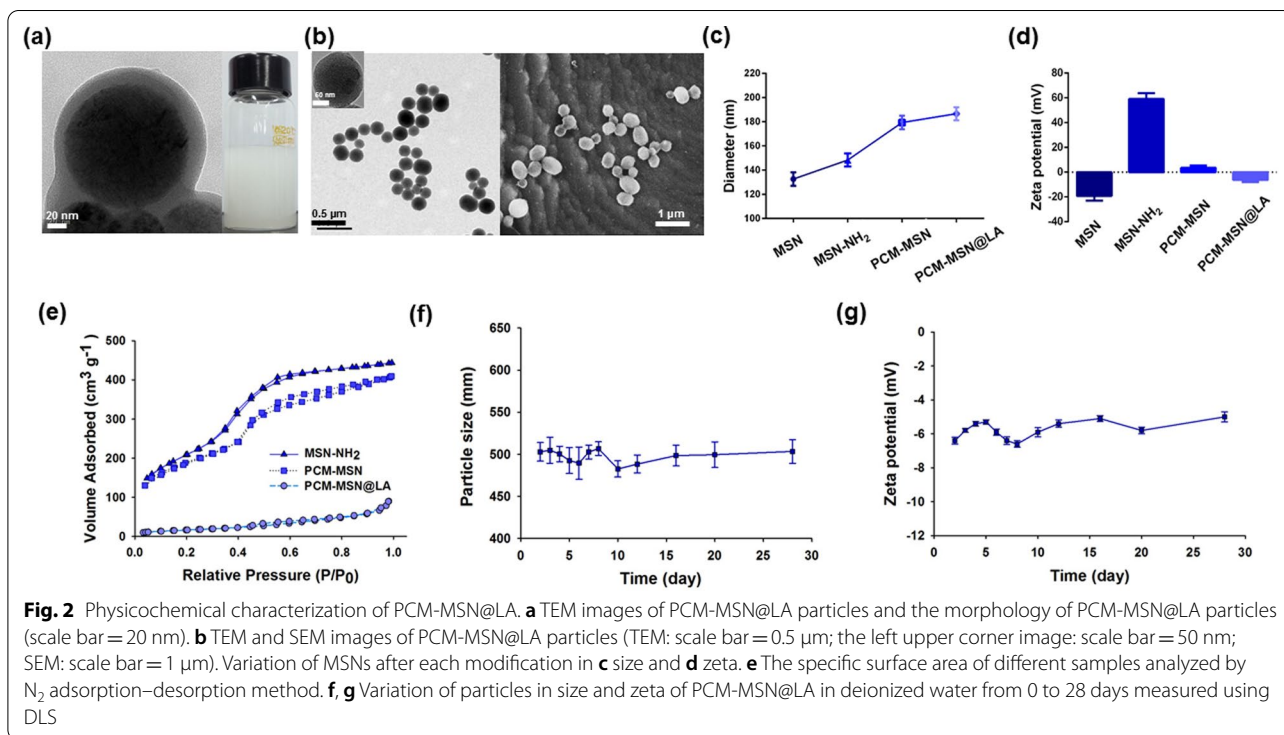 (a)
20 nm
(b)
50 nm
0.5 µm
1 µm
(c)
Diameter (nm)
220
200
180
160
140
120
100
MSN
MSN-NH2
PCM-MSN
PCM-MSN@LA
(d)
Zeta potential (mV)
80
60
40
20
0
-20
-40
-60
MSN
MSN-NH2
PCM-MSN
PCM-MSN@LA
(e)
Volume Adsorbed (cm3 g-1)
500
400
300
200
100
0
MSN-NH2
PCM-MSN
PCM-MSN@LA
0.0 0.2 0.4 0.6 0.8 1.0
Relative Pressure (P/P0)
(f)
Particle size (mm)
650
600
550
500
450
400
0 5 10 15 20 25 30
Time (day)
(g)
Zeta potential (mV)
0
-2
-4
-6
-8
-10
-12
0 5 10 15 20 25 30
Time (day)
Fig. 2 Physicochemical characterization of PCM-MSN@LA. a TEM images of PCM-MSN@LA particles and the morphology of PCM-MSN@LA particles
(scale bar = 20 nm). b TEM and SEM images of PCM-MSN@LA particles (TEM: scale bar = 0.5 µm; the left upper corner image: scale bar = 50 nm;
SEM: scale bar = 1 µm). Variation of MSNs after each modification in c size and d zeta. e The specific surface area of different samples analyzed by
N2 adsorption–desorption method. f, g Variation of particles in size and zeta of PCM-MSN@LA in deionized water from 0 to 28 days measured using
DLS